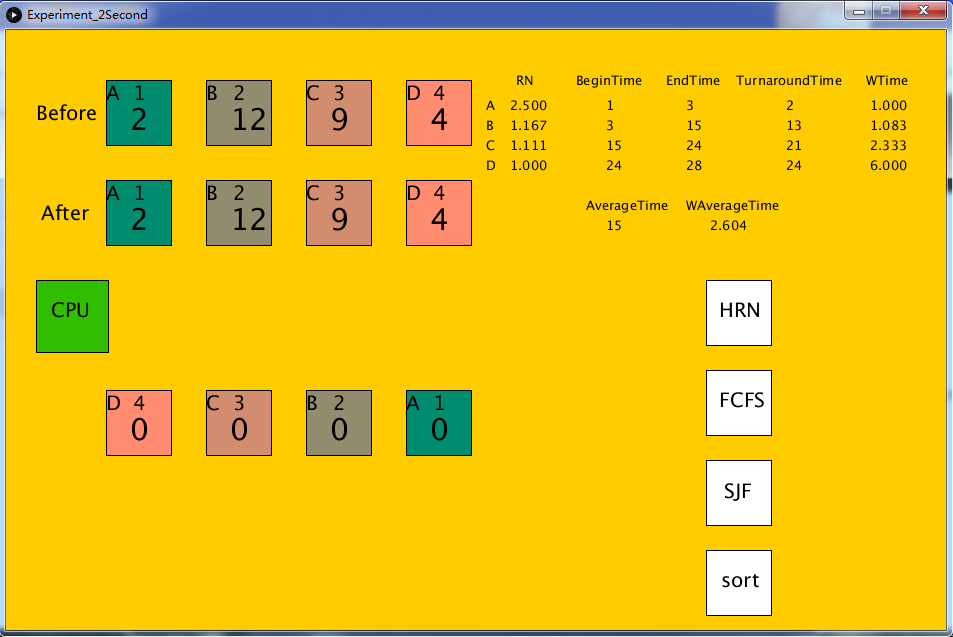 Experiment_2Second
RN BeginTime EndTime TurnaroundTime WTime
Before
A 1
2
B 2
12
C 3
9
D 4
4
A 2.500 1 3 2 1.000
B 1.167 3 15 13 1.083
C 1.111 15 24 21 2.333
D 1.000 24 28 24 6.000
After
A 1
2
B 2
12
C 3
9
D 4
4
AverageTime WAverageTime
15 2.604
CPU
HRN
FCFS
D 4
0
C 3
0
B 2
0
A 1
0
SJF
sort